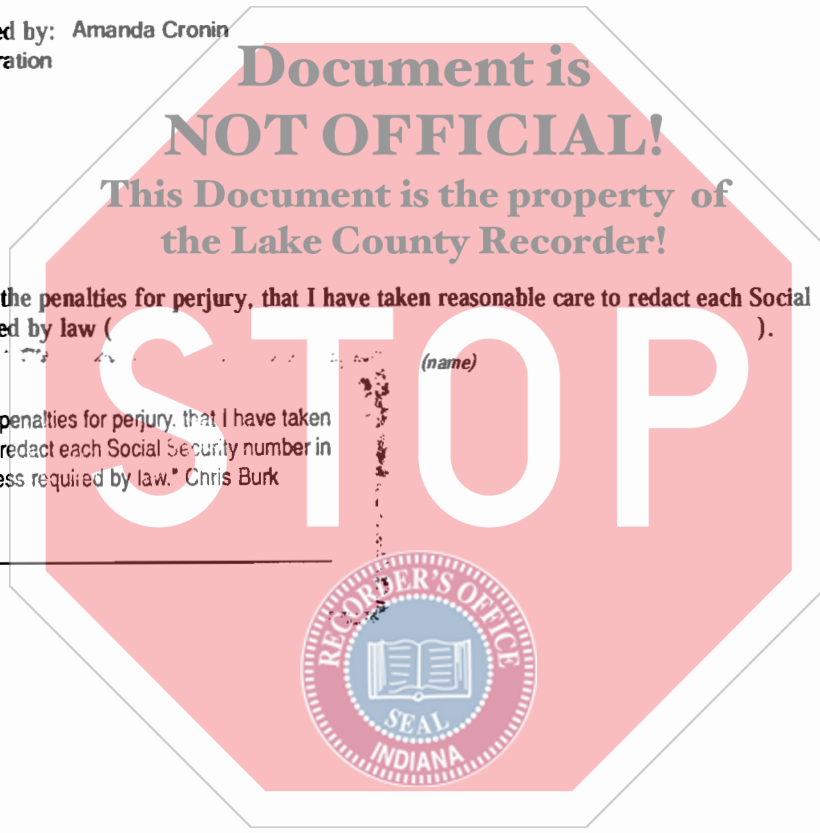 ed by: Amanda Cronin
ration
Document is
NOT OFFICIAL!
This Document is the property of
the Lake County Recorder!
the penalties for perjury, that I have taken reasonable care to redact each Social
ed by law ( ).
(name)
penalties for perjury, that I have taken
redact each Social Security number in
ess required by law." Chris Burk
STOP
RECORDER'S OFFICE
SEAL
INDIANA